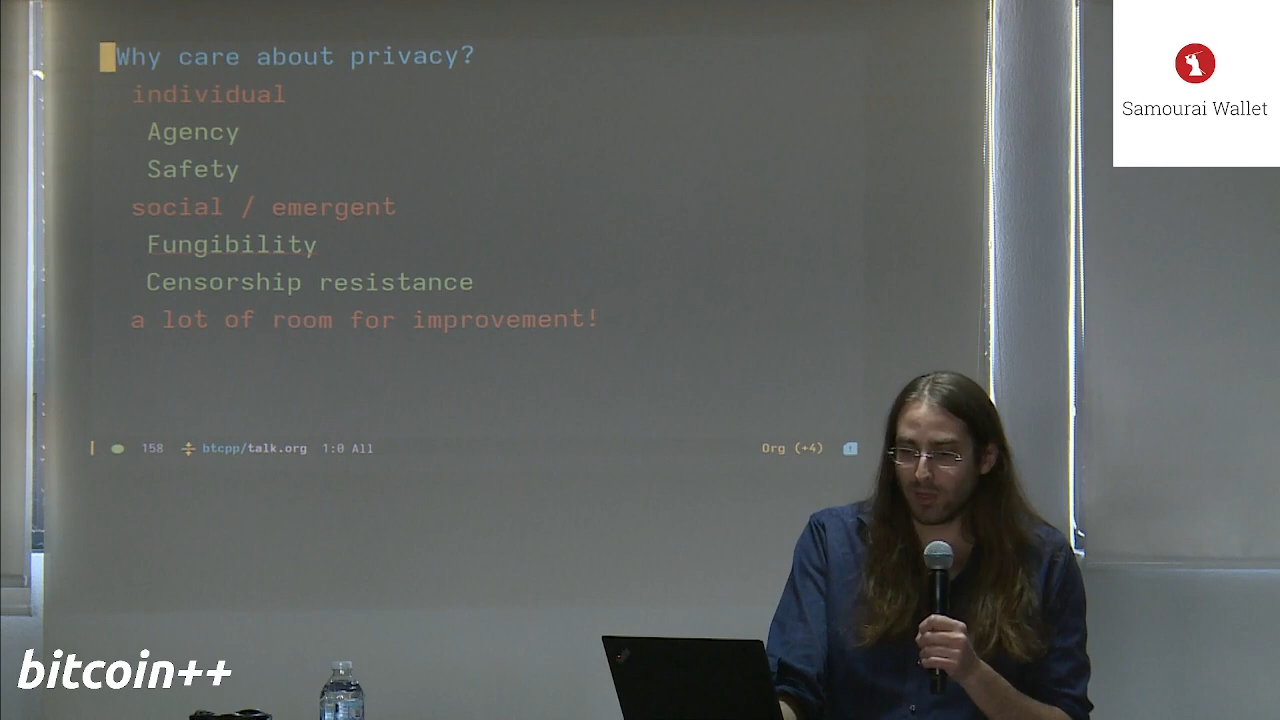 Why care about privacy?
individual
Agency
Safety
social / emergent
Fungibility
Censorship resistance
a lot of room for improvement!
158 btcpp/talk.org 1:0 All Org (+4)
Samourai Wallet
bitcoin++